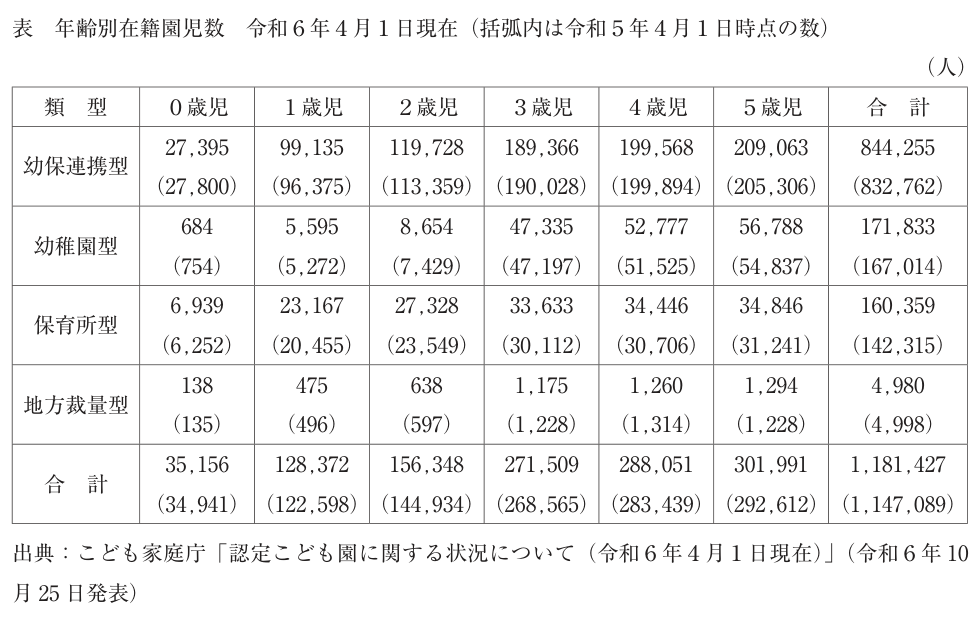 表　年齢別在籍園児数　令和６年４月１日現在（括弧内は令和５年４月１日時点の数）
（人）
類　型　０歳児　１歳児　２歳児　３歳児　４歳児　５歳児　合　計
27,395　99,135　119,728　189,366　199,568　209,063　844,255
幼保連携型
（27,800）　（96,375）　（113,359）　（190,028）　（199,894）　（205,306）　（832,762）
684　5,595　8,654　47,335　52,777　56,788　171,833
幼稚園型
（754）　（5,272）　（7,429）　（47,197）　（51,525）　（54,837）　（167,014）
6,939　23,167　27,328　33,633　34,446　34,846　160,359
保育所型
（6,252）　（20,455）　（23,549）　（30,112）　（30,706）　（31,241）　（142,315）
138　475　638　1,175　1,260　1,294　4,980
地方裁量型
（135）　（496）　（597）　（1,228）　（1,314）　（1,228）　（4,998）
35,156　128,372　156,348　271,509　288,051　301,991　1,181,427
合　計
（34,941）　（122,598）　（144,934）　（268,565）　（283,439）　（292,612）　（1,147,089）
出典：こども家庭庁「認定こども園に関する状況について（令和６年４月１日現在）」（令和６年 10
月 25 日発表）